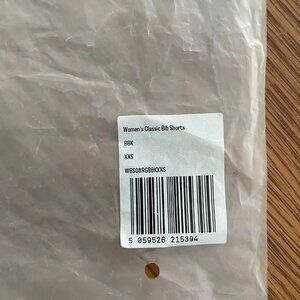 Women's Classic Bib Shorts
BBK
XXS
WBS08RGBBKXXS
5 059526 215394